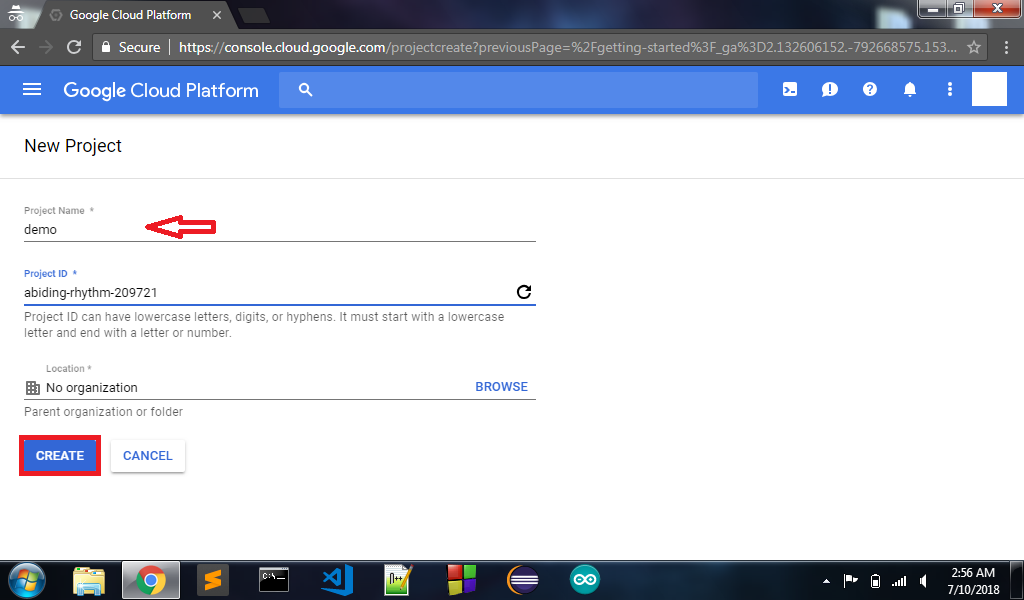 Google Cloud Platform
Secure | https://console.cloud.google.com/projectcreate?previousPage=%2Fgetting-started%3F_ga%3D2.132606152.-792668575.153...
Google Cloud Platform
New Project
Project Name *
demo
Project ID *
abiding-rhythm-209721
Project ID can have lowercase letters, digits, or hyphens. It must start with a lowercase
letter and end with a letter or number.
Location *
No organization
BROWSE
Parent organization or folder
CREATE
CANCEL
2:56 AM
7/10/2018